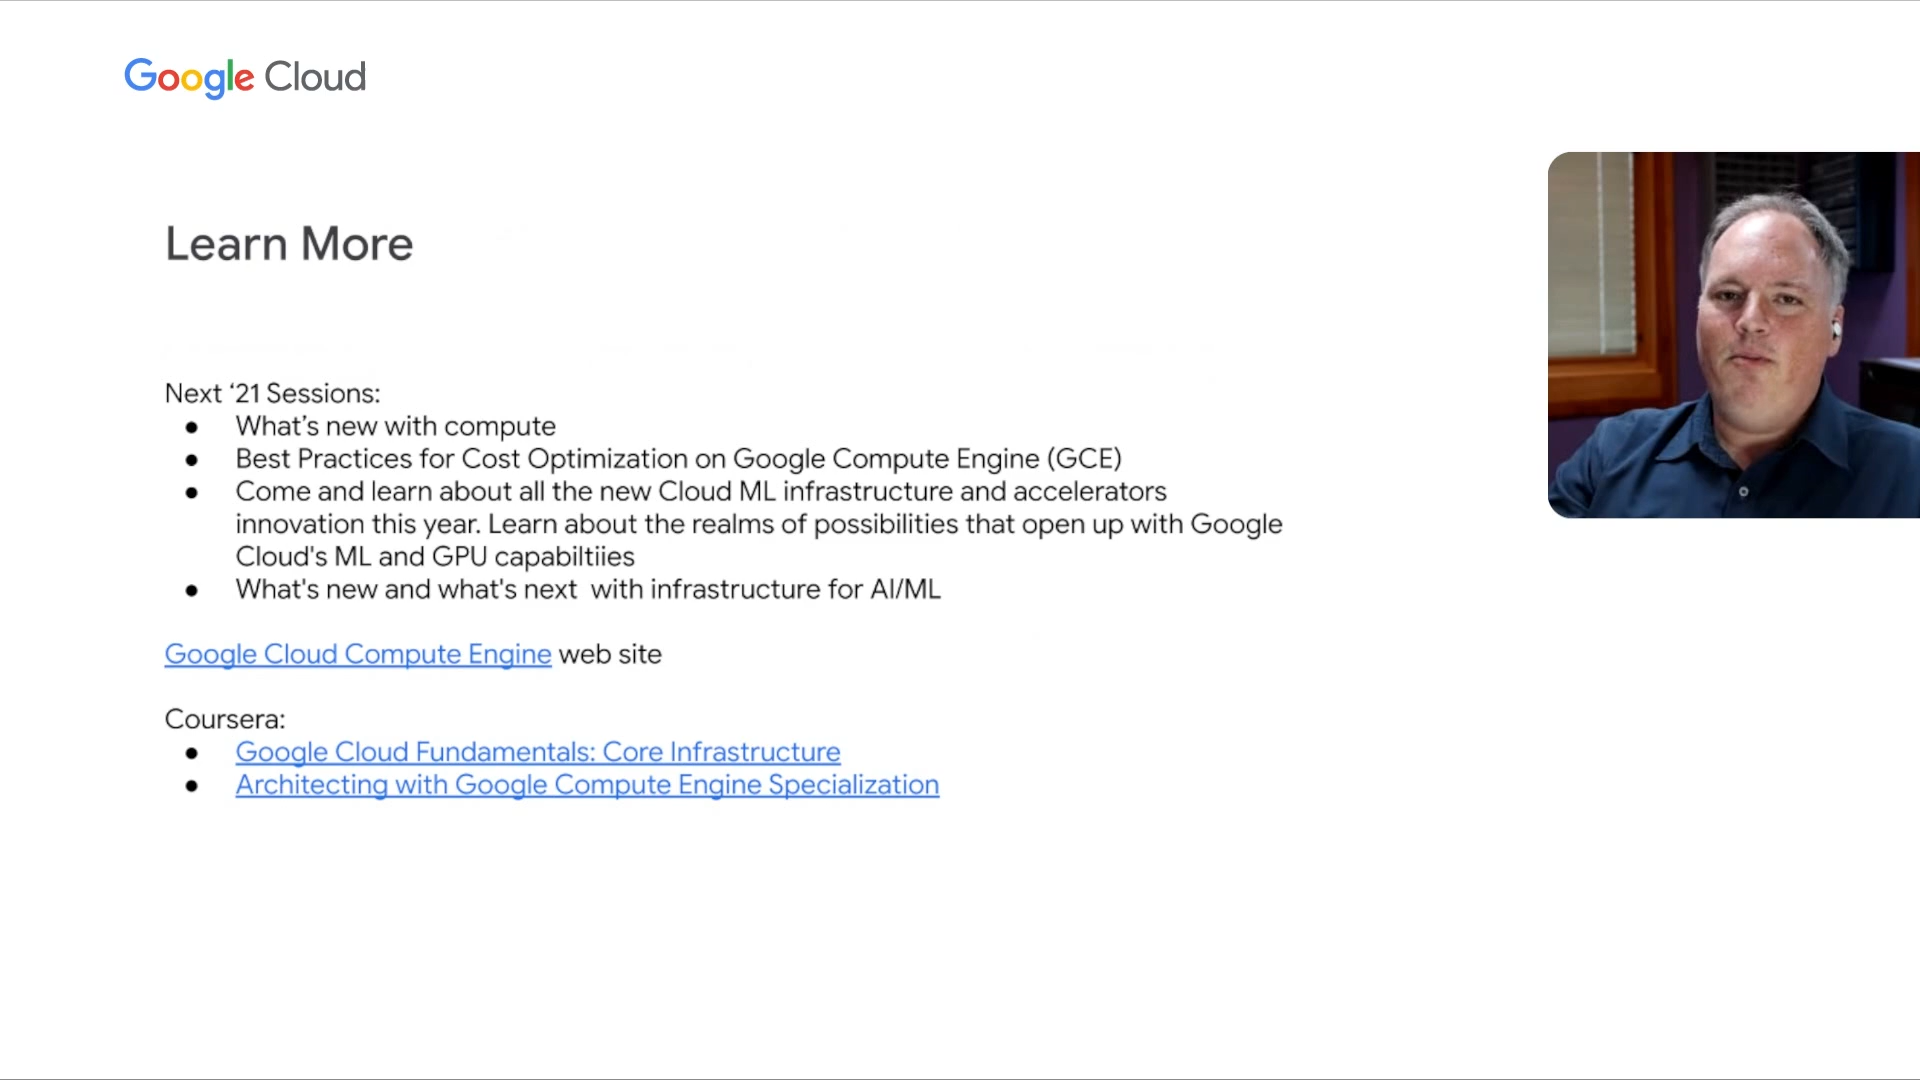 Google Cloud
Learn More
Next ‘21 Sessions:
● What’s new with compute
● Best Practices for Cost Optimization on Google Compute Engine (GCE)
● Come and learn about all the new Cloud ML infrastructure and accelerators
innovation this year. Learn about the realms of possibilities that open up with Google
Cloud's ML and GPU capabiltiies
● What's new and what's next  with infrastructure for AI/ML
Google Cloud Compute Engine web site
Coursera:
● Google Cloud Fundamentals: Core Infrastructure
● Architecting with Google Compute Engine Specialization